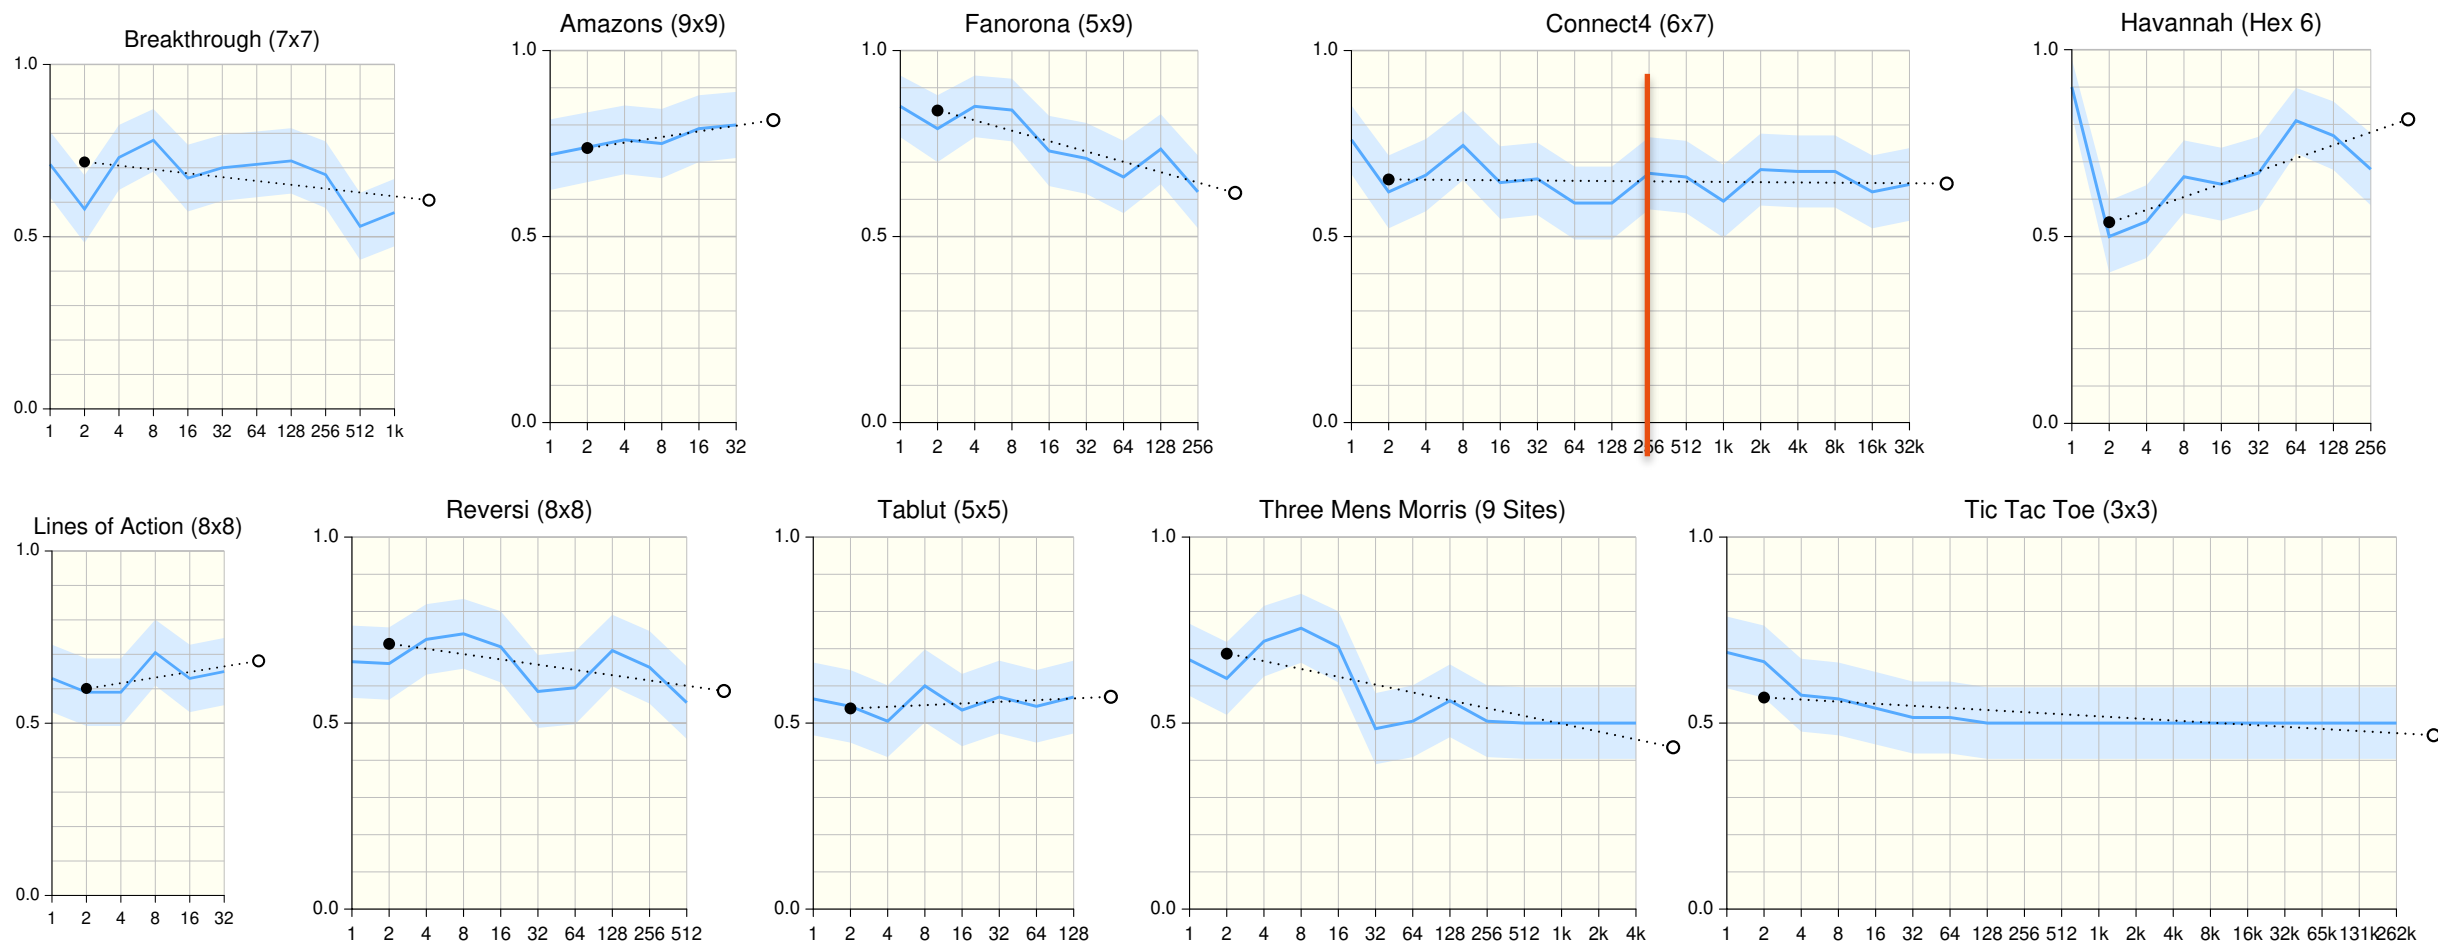 Breakthrough (7x7)
1.0
0.5
0.0
1 2 4 8 16 32 64 128 256 512 1k
Amazons (9x9)
1.0
0.5
0.0
1 2 4 8 16 32
Fanorona (5x9)
1.0
0.5
0.0
1 2 4 8 16 32 64 128 256
Connect4 (6x7)
1.0
0.5
0.0
1 2 4 8 16 32 64 128 256 512 1k 2k 4k 8k 16k 32k
Havannah (Hex 6)
1.0
0.5
0.0
1 2 4 8 16 32 64 128 256
Lines of Action (8x8)
1.0
0.5
0.0
1 2 4 8 16 32
Reversi (8x8)
1.0
0.5
0.0
1 2 4 8 16 32 64 128 256 512
Tablut (5x5)
1.0
0.5
0.0
1 2 4 8 16 32 64 128
Three Mens Morris (9 Sites)
1.0
0.5
0.0
1 2 4 8 16 32 64 128 256 512 1k 2k 4k
Tic Tac Toe (3x3)
1.0
0.5
0.0
1 2 4 8 16 32 64 128 256 512 1k 2k 4k 8k 16k 32k 65k 131k 262k